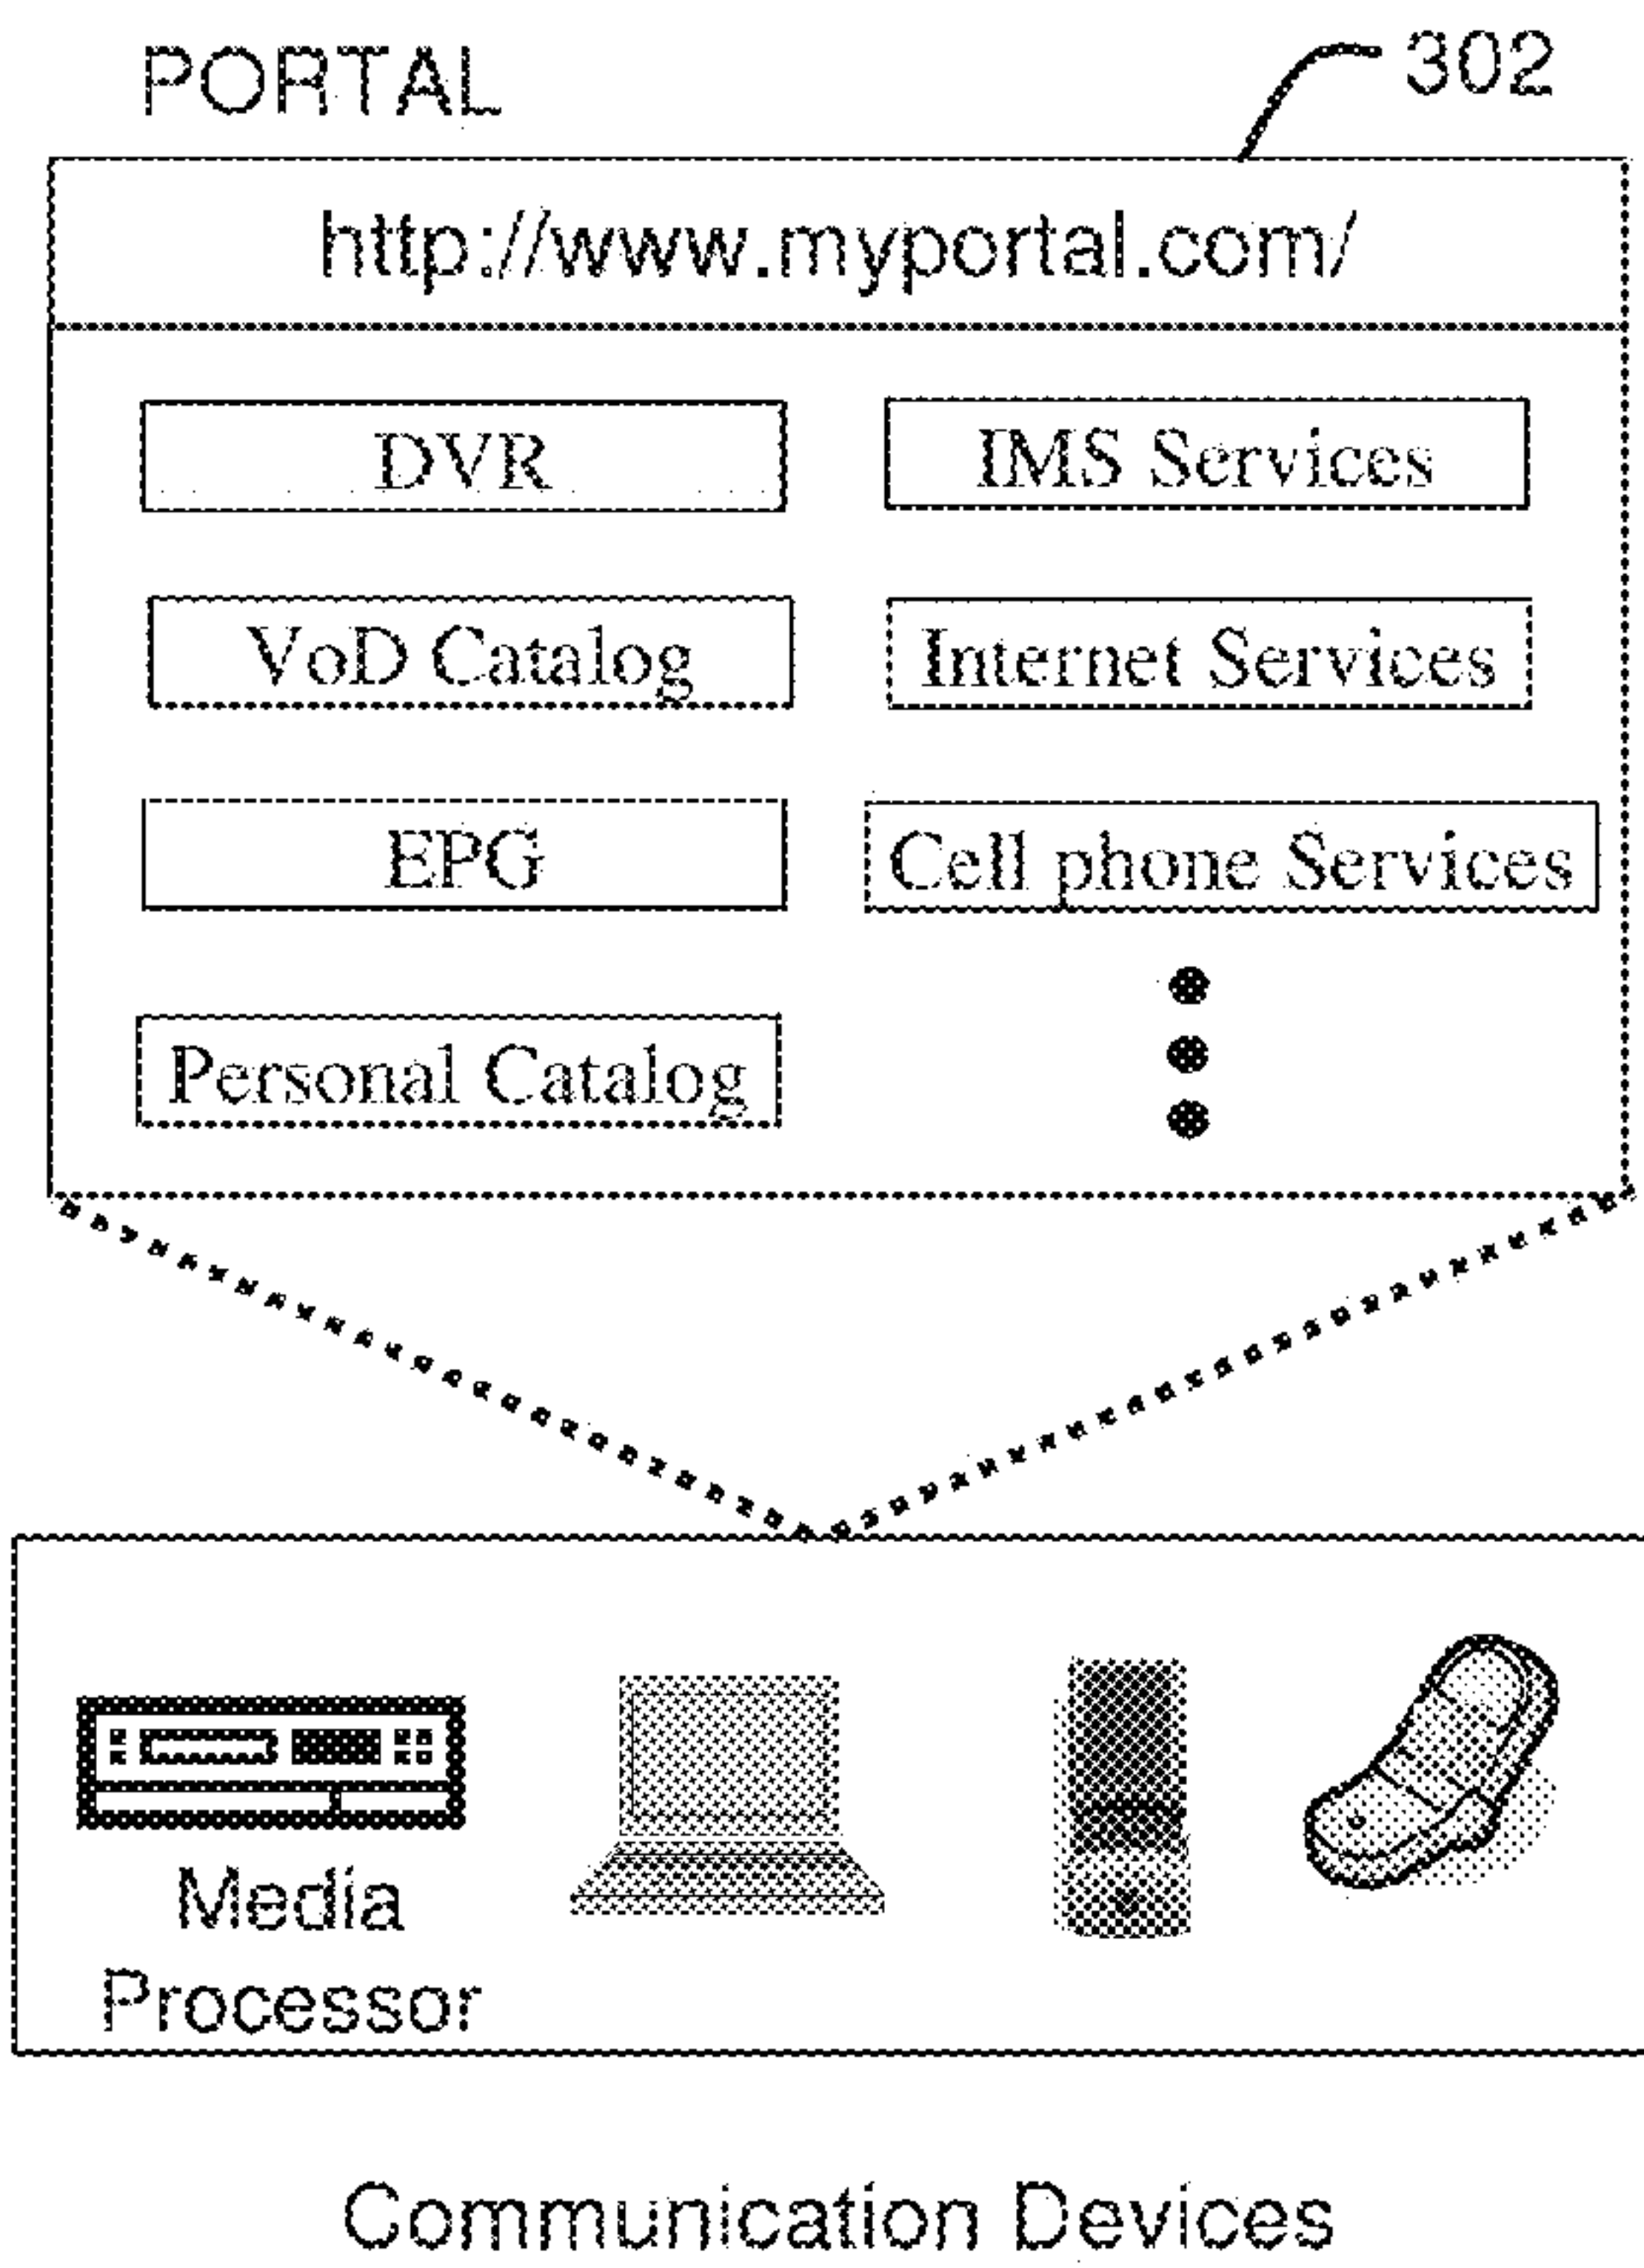 PORTAL
302
http://www.myportal.com/
DVR
IMS Services
VoD Catalog
Internet Services
EPG
Cell phone Services
Personal Catalog
Media
Processor
Communication Devices